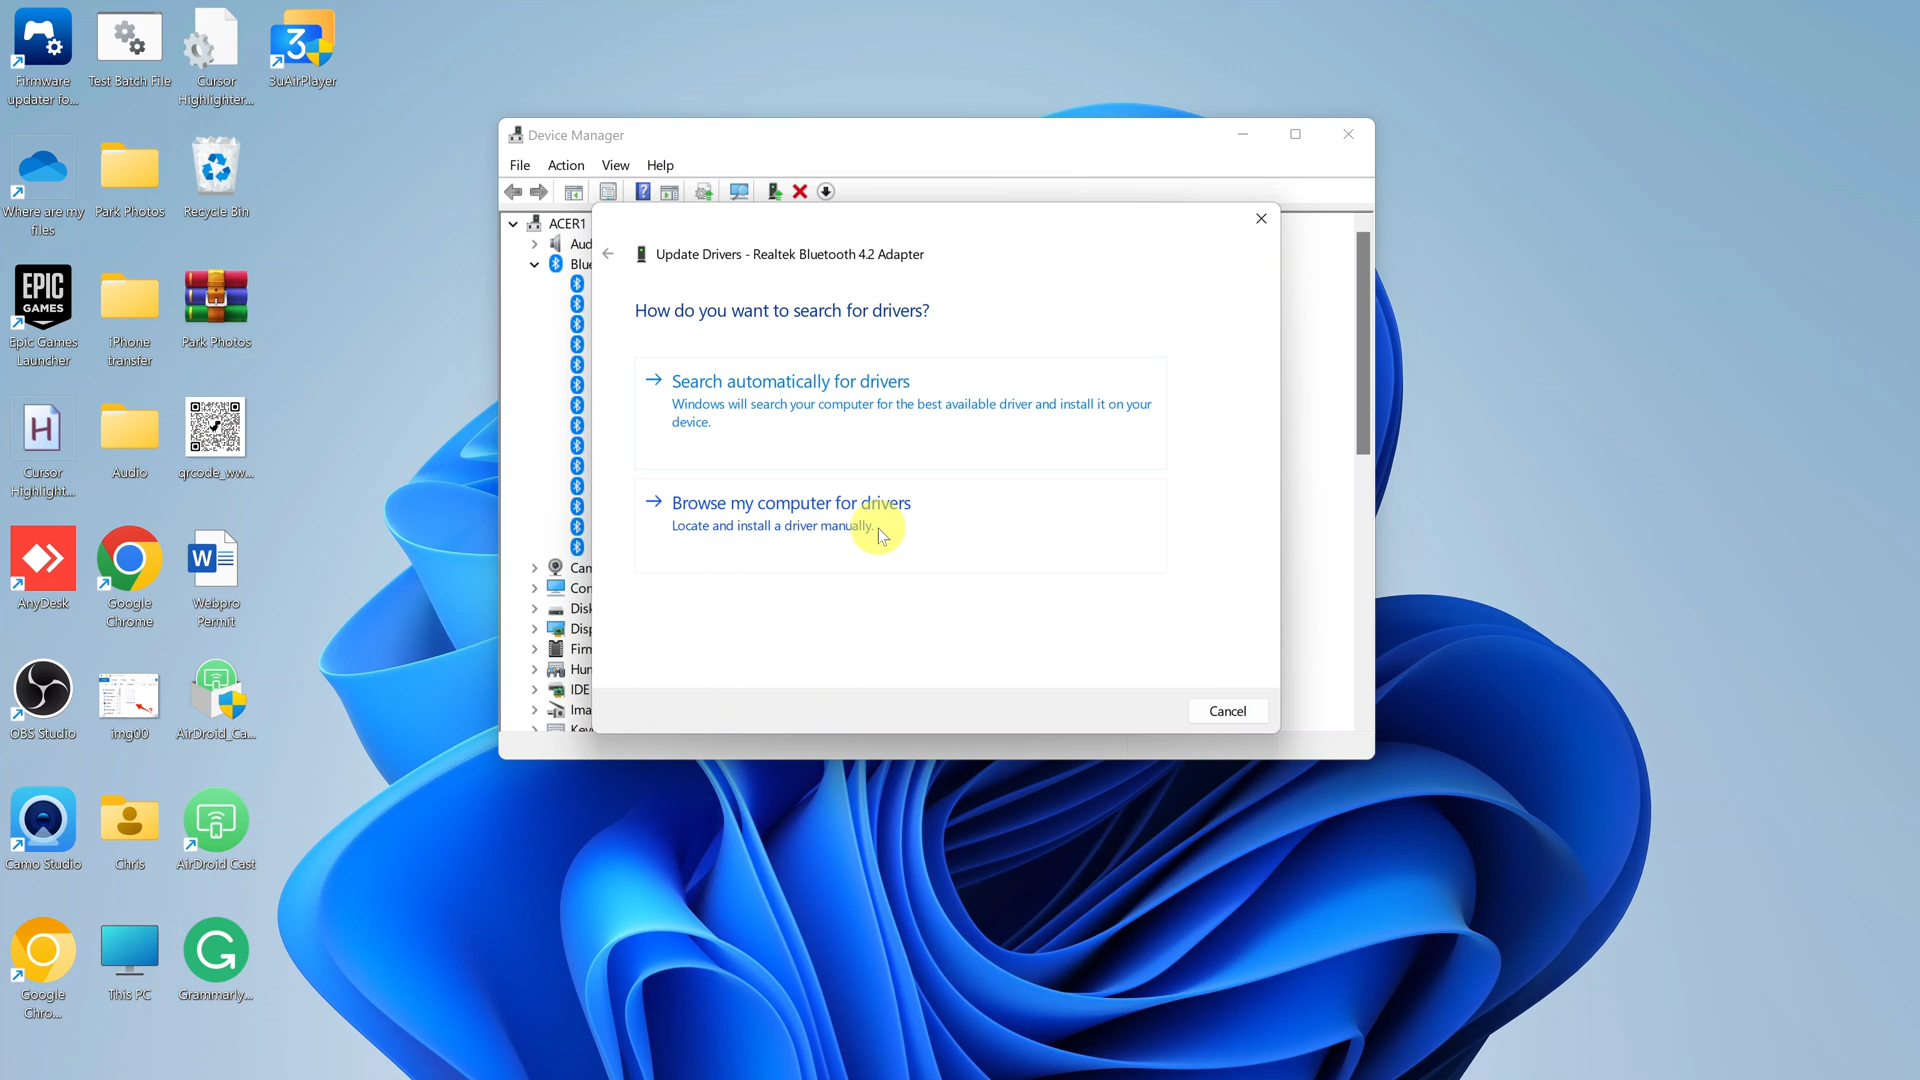 Firmware
updater fo...
Test Batch File
Cursor
Highlighter...
3
3uAirPlayer
Where are my
files
Park Photos
Recycle Bin
EPIC
GAMES
Epic Games
Launcher
iPhone
transfer
Park Photos
H
Cursor
Highlight...
Audio
qrcode_ww...
AnyDesk
Google
Chrome
W
Webpro
Permit
OBS Studio
img00
AirDroid_Ca...
Camo Studio
Chris
AirDroid Cast
Google
Chro...
This PC
G
Grammarly...
Device Manager
File Action View Help
?
ACER1
Aud
Blue
Cam
Com
Disk
Disp
Firm
Hum
IDE
Ima
Key
Update Drivers - Realtek Bluetooth 4.2 Adapter
How do you want to search for drivers?
Search automatically for drivers
Windows will search your computer for the best available driver and install it on your
device.
Browse my computer for drivers
Locate and install a driver manually.
Cancel